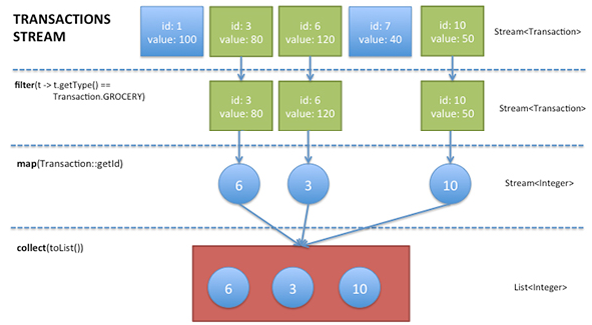 TRANSACTIONS
STREAM
id: 1
value: 100
id: 3
value: 80
id: 6
value: 120
id: 7
value: 40
id: 10
value: 50
Stream<Transaction>
filter(t -> t.getType() ==
Transaction.GROCERY)
id: 3
value: 80
id: 6
value: 120
id: 10
value: 50
Stream<Transaction>
map(Transaction::getId)
6
3
10
Stream<Integer>
collect(toList())
6
3
10
List<Integer>